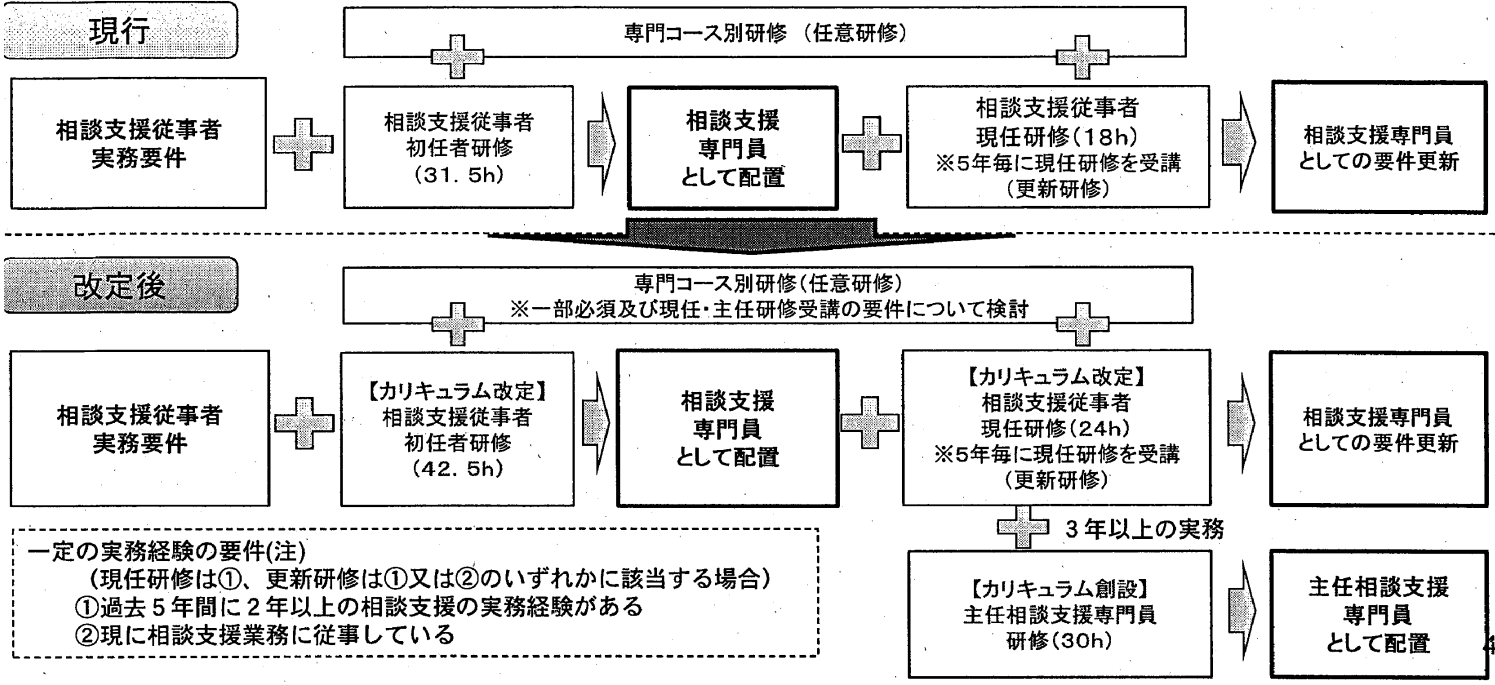 現行
専門コース別研修 (任意研修)
相談支援従事者
実務要件
相談支援従事者
初任者研修
(31. 5h)
相談支援
専門員
として配置
相談支援従事者
現任研修(18h)
※5年毎に現任研修を受講
(更新研修)
相談支援専門員
としての要件更新
改定後
専門コース別研修(任意研修)
※一部必須及び現任・主任研修受講の要件について検討
相談支援従事者
実務要件
【カリキュラム改定】
相談支援従事者
初任者研修
(42. 5h)
相談支援
専門員
として配置
【カリキュラム改定】
相談支援従事者
現任研修(24h)
※5年毎に現任研修を受講
(更新研修)
相談支援専門員
としての要件更新
3年以上の実務
一定の実務経験の要件(注)
(現任研修は①、更新研修は①又は②のいずれかに該当する場合)
①過去5年間に2年以上の相談支援の実務経験がある
②現に相談支援業務に従事している
【カリキュラム創設】
主任相談支援専門員
研修(30h)
主任相談支援
専門員
として配置
4